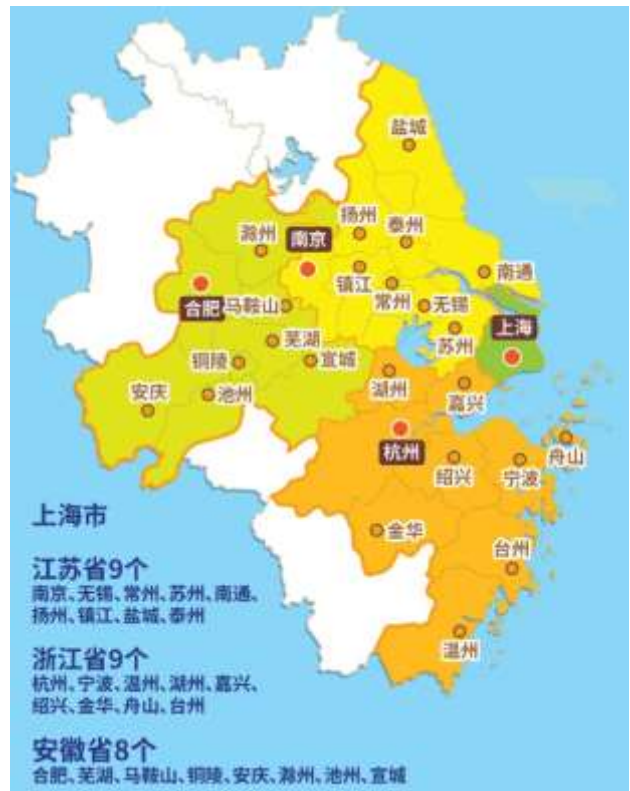 盐城
扬州
泰州
滁州
南京
南通
镇江
常州
无锡
合肥
马鞍山
上海
芜湖
苏州
铜陵
宣城
湖州
安庆
池州
嘉兴
杭州
绍兴
宁波
舟山
金华
台州
温州
上海市
江苏省9个
南京、无锡、常州、苏州、南通、
扬州、镇江、盐城、泰州
浙江省9个
杭州、宁波、温州、湖州、嘉兴、
绍兴、金华、舟山、台州
安徽省8个
合肥、芜湖、马鞍山、铜陵、安庆、滁州、池州、宣城